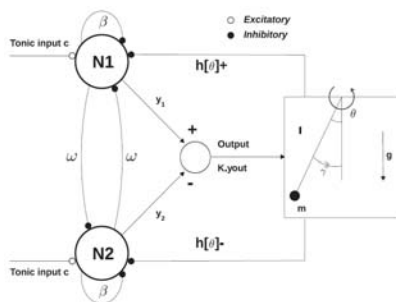 β
Excitatory
Inhibitory
Tonic input c
N1
h[θ]+
y₁
+
θ
Output
l
g
ω
ω
K,yout
γ
-
m
y₂
h[θ]-
N2
Tonic input c
β